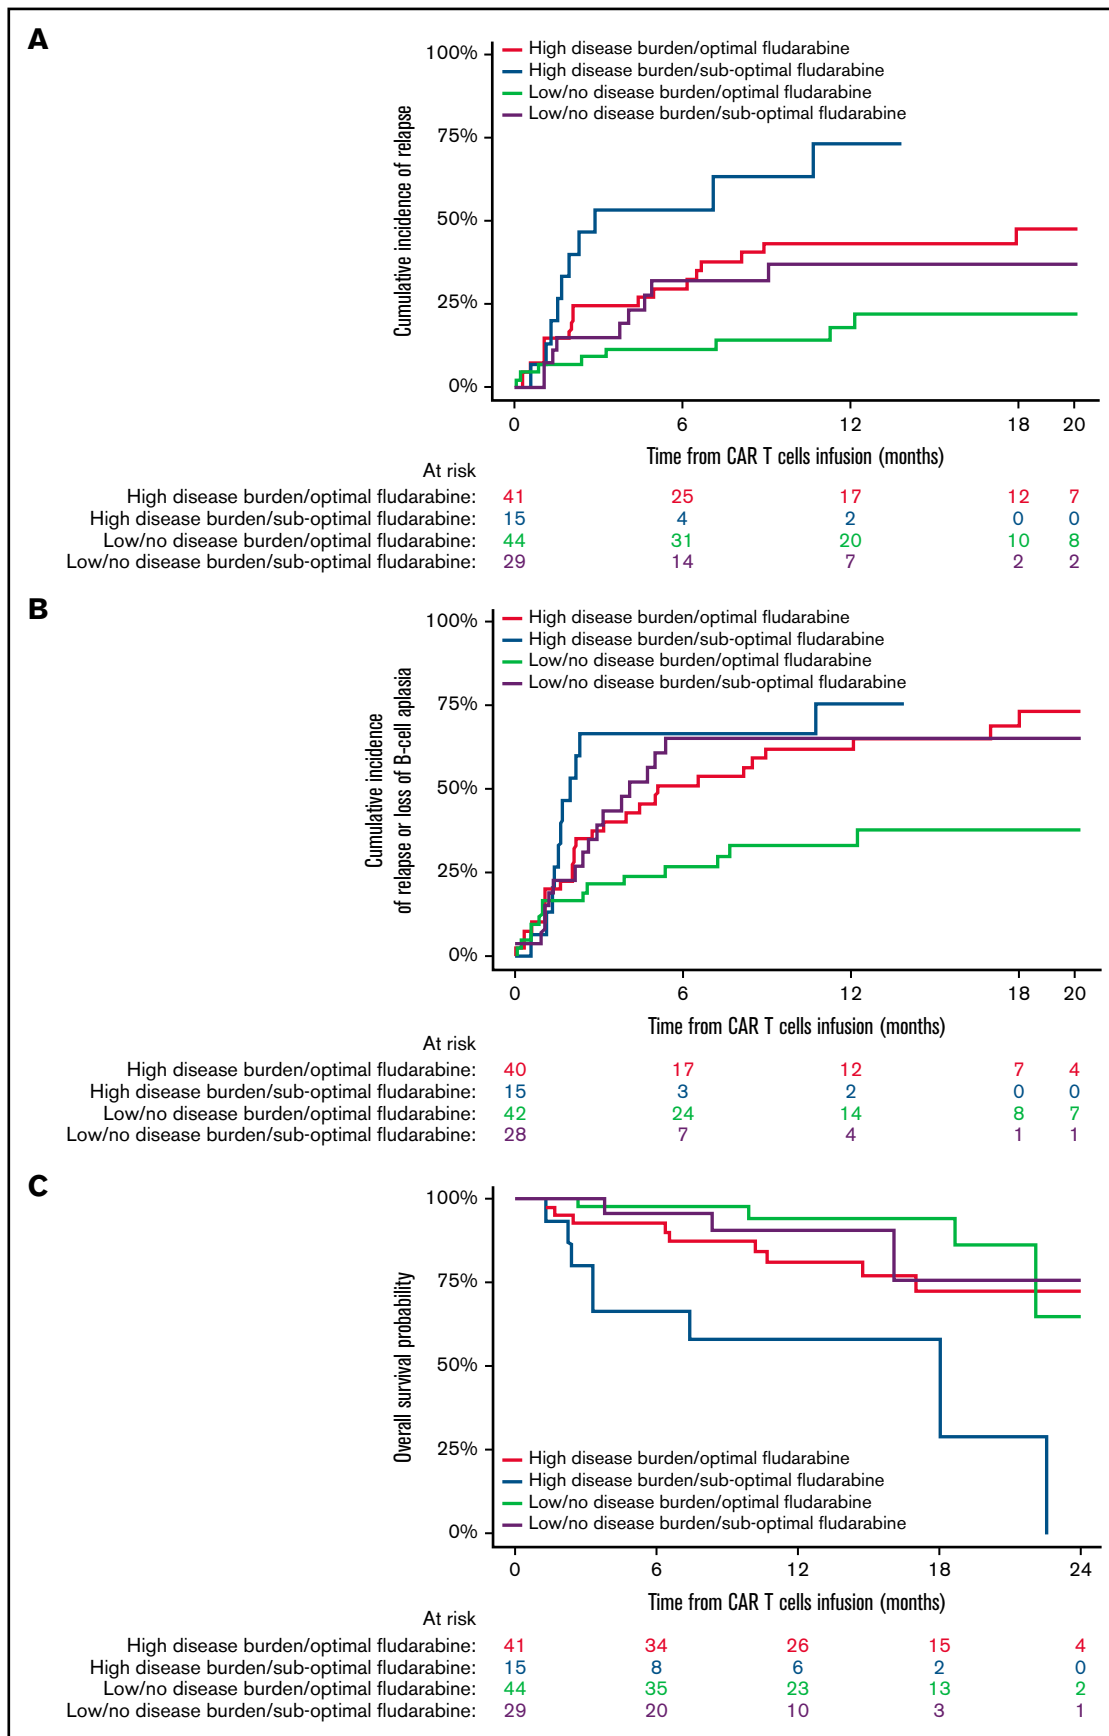 A
100%
75%
50%
25%
0%
Cumulative incidence of relapse
High disease burden/optimal fludarabine
High disease burden/sub-optimal fludarabine
Low/no disease burden/optimal fludarabine
Low/no disease burden/sub-optimal fludarabine
0 6 12 18 20
Time from CAR T cells infusion (months)
At risk
High disease burden/optimal fludarabine: 41 25 17 12 7
High disease burden/sub-optimal fludarabine: 15 4 2 0 0
Low/no disease burden/optimal fludarabine: 44 31 20 10 8
Low/no disease burden/sub-optimal fludarabine: 29 14 7 2 2
B
100%
75%
50%
25%
0%
Cumulative incidence
of relapse or loss of B-cell aplasia
High disease burden/optimal fludarabine
High disease burden/sub-optimal fludarabine
Low/no disease burden/optimal fludarabine
Low/no disease burden/sub-optimal fludarabine
0 6 12 18 20
Time from CAR T cells infusion (months)
At risk
High disease burden/optimal fludarabine: 40 17 12 7 4
High disease burden/sub-optimal fludarabine: 15 3 2 0 0
Low/no disease burden/optimal fludarabine: 42 24 14 8 7
Low/no disease burden/sub-optimal fludarabine: 28 7 4 1 1
C
100%
75%
50%
25%
0%
Overall survival probability
High disease burden/optimal fludarabine
High disease burden/sub-optimal fludarabine
Low/no disease burden/optimal fludarabine
Low/no disease burden/sub-optimal fludarabine
0 6 12 18 24
Time from CAR T cells infusion (months)
At risk
High disease burden/optimal fludarabine: 41 34 26 15 4
High disease burden/sub-optimal fludarabine: 15 8 6 2 0
Low/no disease burden/optimal fludarabine: 44 35 23 13 2
Low/no disease burden/sub-optimal fludarabine: 29 20 10 3 1